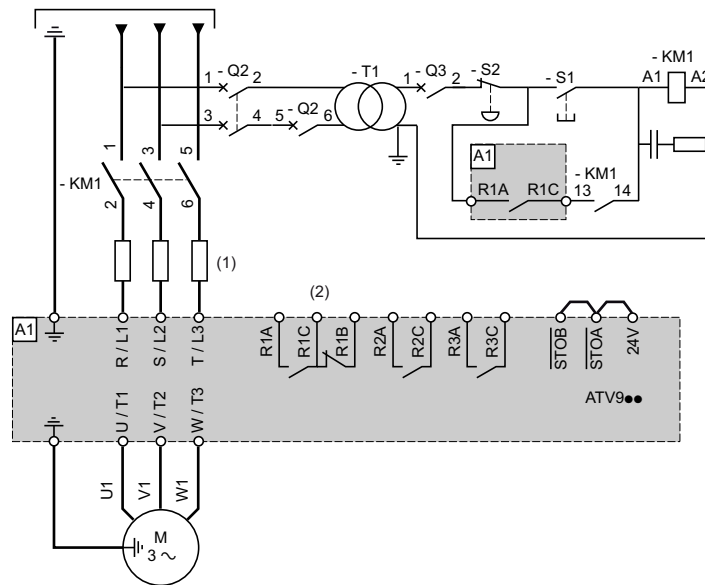 - KM1
1 - Q2 2 - T1 1 - Q3 2 - S2 - S1 A1 A2
3 4 5 - Q2 6
A1
1 3 5
- KM1
- KM1
R1A R1C 13 14
2 4 6
(1)
(2)
A1
R / L1 S / L2 T / L3 R1A R1C R1B R2A R2C R3A R3C STOB STOA 24V
U / T1 V / T2 W / T3
ATV9●●
U1 V1 W1
M
3 ~